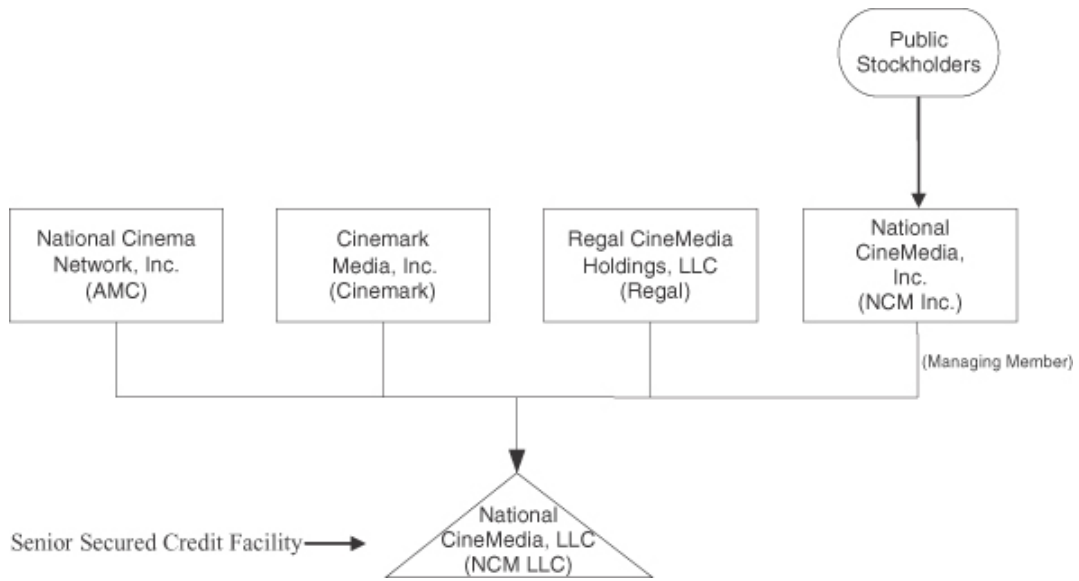 Public
Stockholders
National Cinema
Network, Inc.
(AMC)
Cinemark
Media, Inc.
(Cinemark)
Regal CineMedia
Holdings, LLC
(Regal)
National
CineMedia,
Inc.
(NCM Inc.)
(Managing Member)
Senior Secured Credit Facility
National
CineMedia, LLC
(NCM LLC)